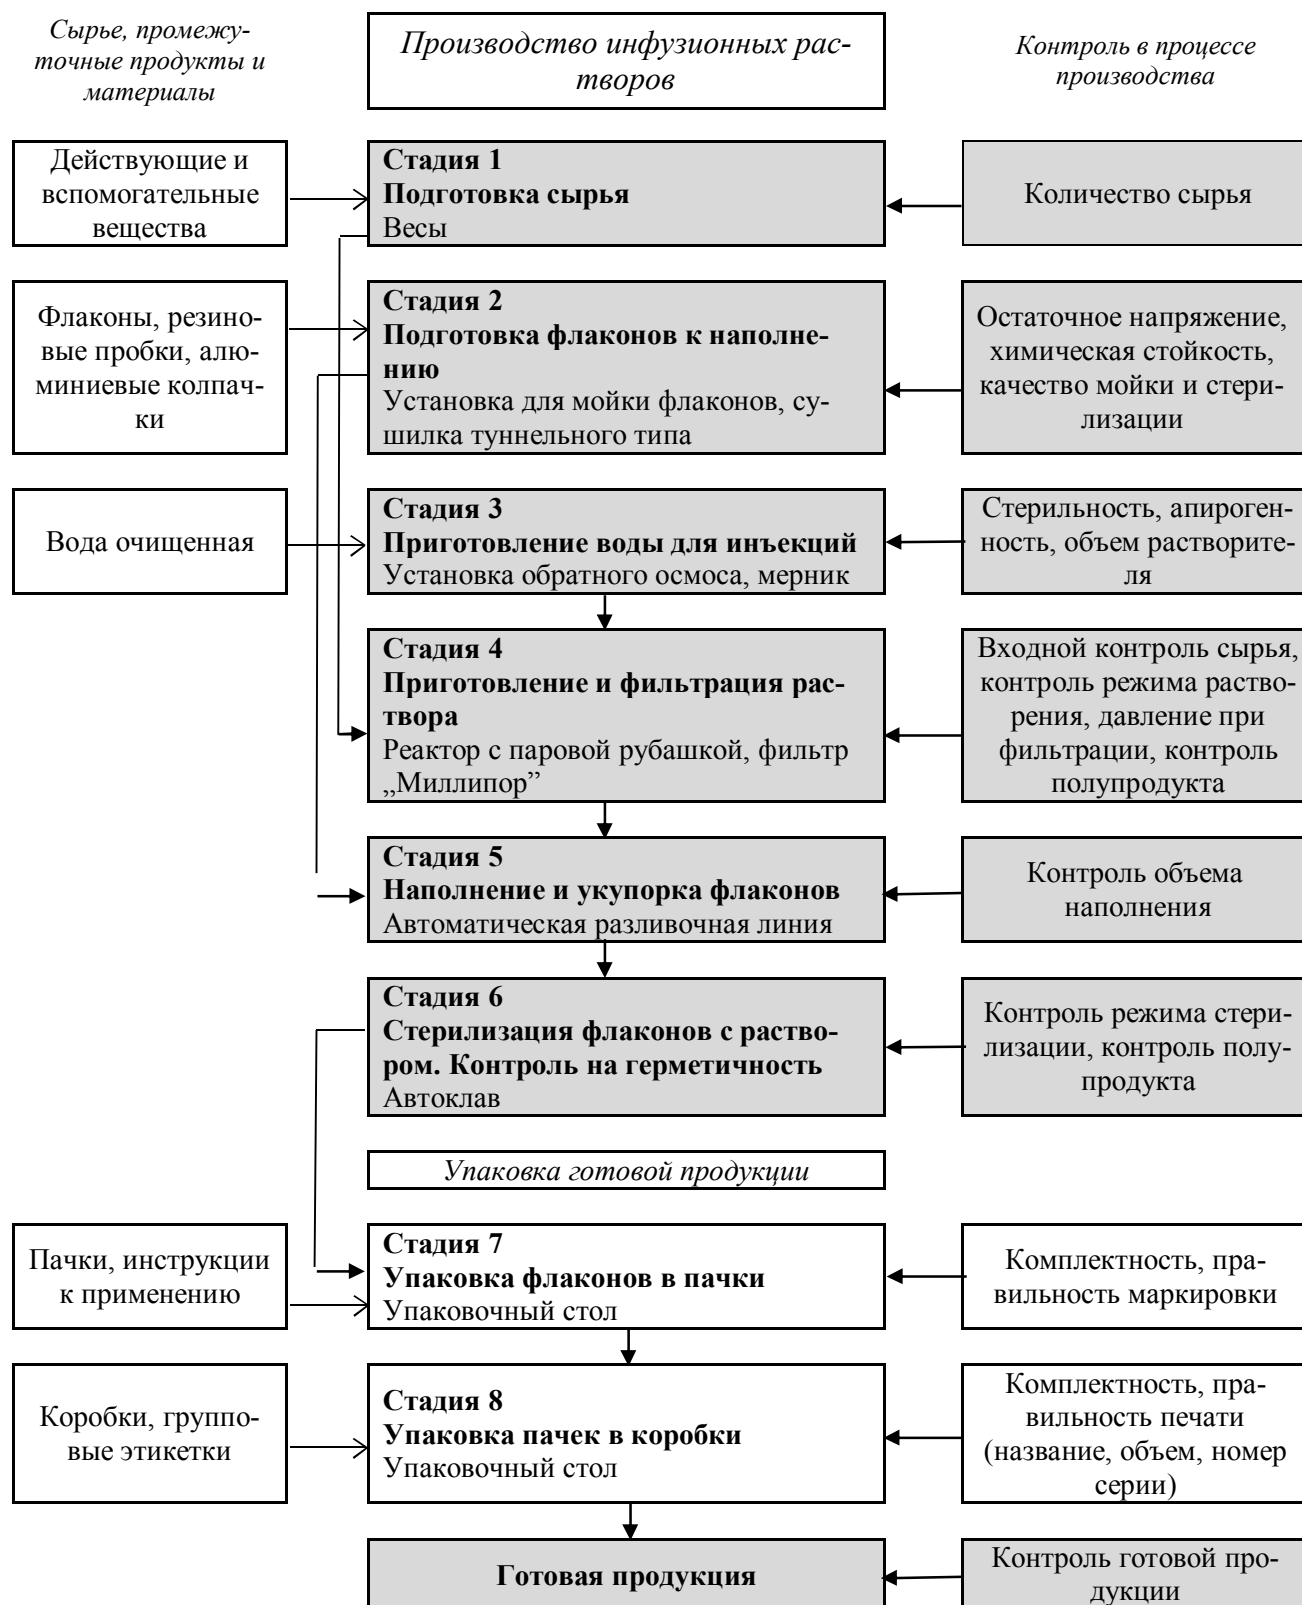 Сырье, промежу-
точные продукты и
материалы
Производство инфузионных рас-
творов
Контроль в процессе
производства
Действующие и
вспомогательные
вещества
Стадия 1
Подготовка сырья
Весы
Количество сырья
Флаконы, резино-
вые пробки, алю-
миниевые колпач-
ки
Стадия 2
Подготовка флаконов к наполне-
нию
Установка для мойки флаконов, су-
шилка туннельного типа
Остаточное напряжение,
химическая стойкость,
качество мойки и стери-
лизации
Вода очищенная
Стадия 3
Приготовление воды для инъекций
Установка обратного осмоса, мерник
Стерильность, апироген-
ность, объем растворите-
ля
Стадия 4
Приготовление и фильтрация рас-
твора
Реактор с паровой рубашкой, фильтр
„Миллипор”
Входной контроль сырья,
контроль режима раство-
рения, давление при
фильтрации, контроль
полупродукта
Стадия 5
Наполнение и укупорка флаконов
Автоматическая разливочная линия
Контроль объема
наполнения
Стадия 6
Стерилизация флаконов с раство-
ром. Контроль на герметичность
Автоклав
Контроль режима стери-
лизации, контроль полу-
продукта
Упаковка готовой продукции
Пачки, инструкции
к применению
Стадия 7
Упаковка флаконов в пачки
Упаковочный стол
Комплектность, пра-
вильность маркировки
Коробки, группо-
вые этикетки
Стадия 8
Упаковка пачек в коробки
Упаковочный стол
Комплектность, пра-
вильность печати
(название, объем, номер
серии)
Готовая продукция
Контроль готовой про-
дукции